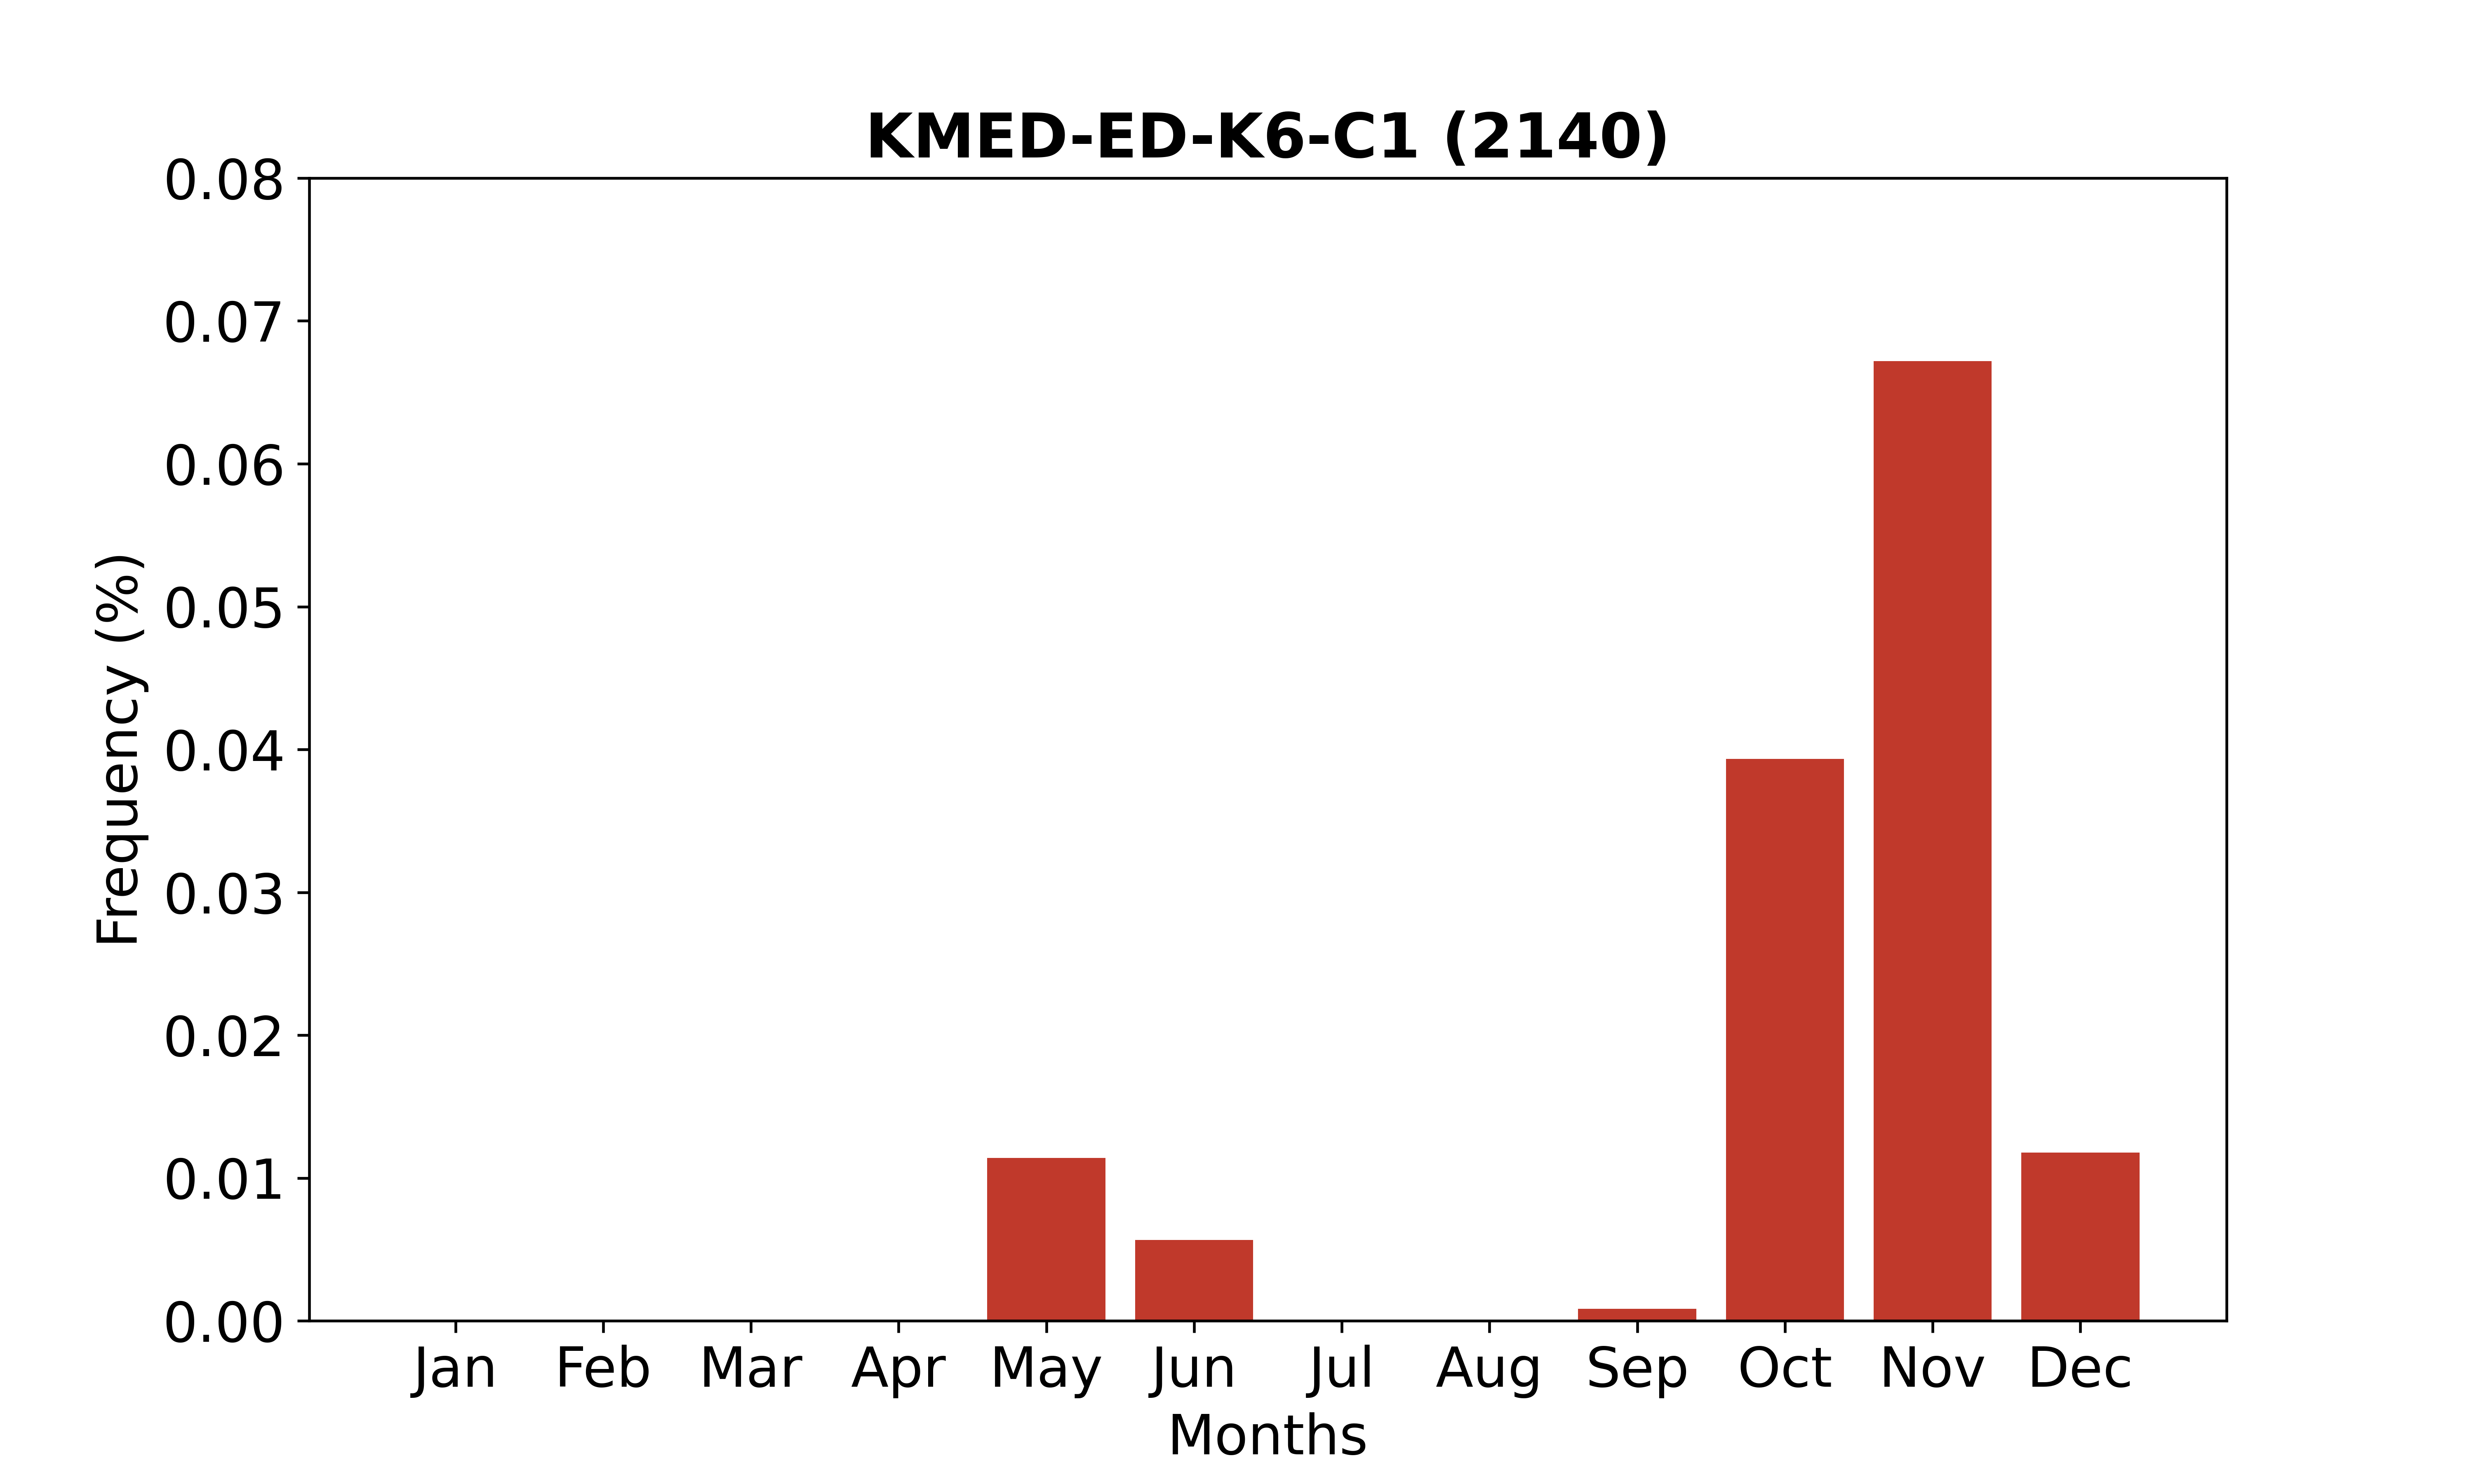 KMED-ED-K6-C1 (2140)
Frequency (%)
0.08
0.07
0.06
0.05
0.04
0.03
0.02
0.01
0.00
Jan Feb Mar Apr May Jun Jul Aug Sep Oct Nov Dec
Months